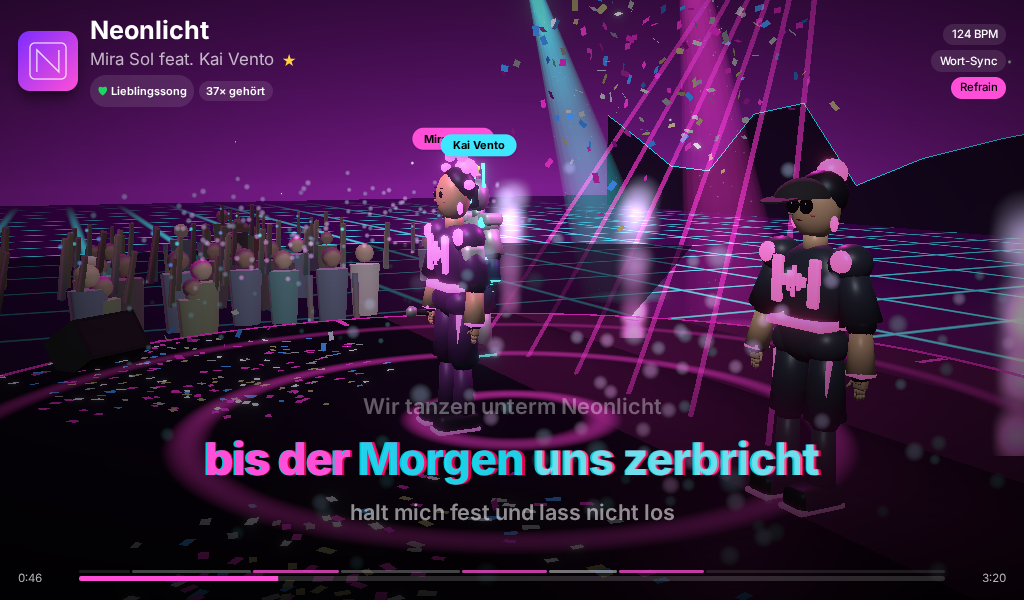 Neonlicht
Mira Sol feat. Kai Vento ★
Lieblingssong
37× gehört
124 BPM
Wort-Sync
Refrain
Kai Vento
Wir tanzen unterm Neonlicht
bis der Morgen uns zerbricht
halt mich fest und lass nicht los
0:46
3:20